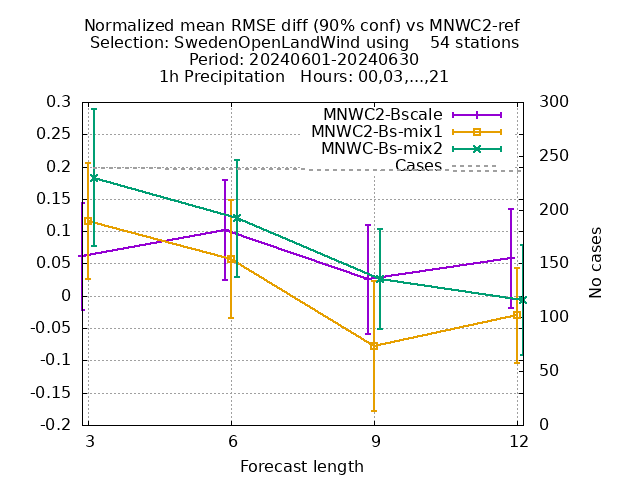 Normalized mean RMSE diff (90% conf) vs MNWC2-ref
Selection: SwedenOpenLandWind using    54 stations
Period: 20240601-20240630
1h Precipitation   Hours: 00,03,...,21
MNWC2-Bscale
MNWC2-Bs-mix1
MNWC-Bs-mix2
Cases
0.3
0.25
0.2
0.15
0.1
0.05
0
-0.05
-0.1
-0.15
-0.2
300
250
200
150
100
50
0
No cases
3 6 9 12
Forecast length